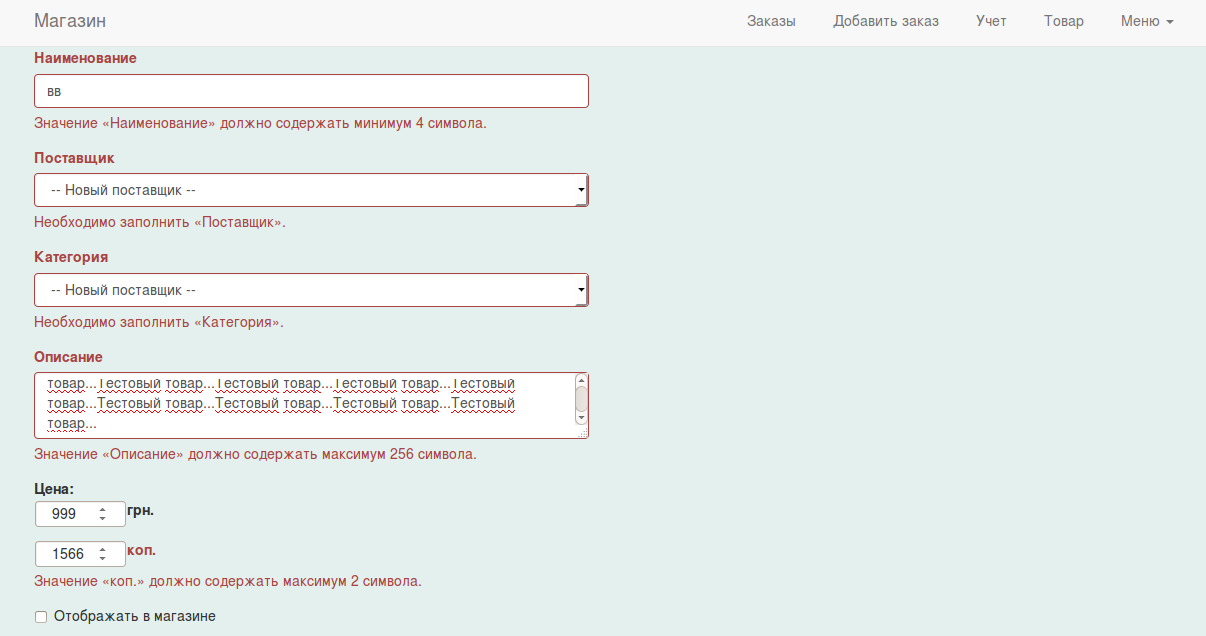 Магазин
Заказы Добавить заказ Учет Товар Меню
Наименование
вв
Значение «Наименование» должно содержать минимум 4 символа.
Поставщик
-- Новый поставщик --
Необходимо заполнить «Поставщик».
Категория
-- Новый поставщик --
Необходимо заполнить «Категория».
Описание
товар...Тестовый товар...Тестовый товар...Тестовый товар...Тестовый
товар...Тестовый товар...Тестовый товар...Тестовый товар...Тестовый
товар...
Значение «Описание» должно содержать максимум 256 символа.
Цена:
999 грн.
1566 коп.
Значение «коп.» должно содержать максимум 2 символа.
Отображать в магазине